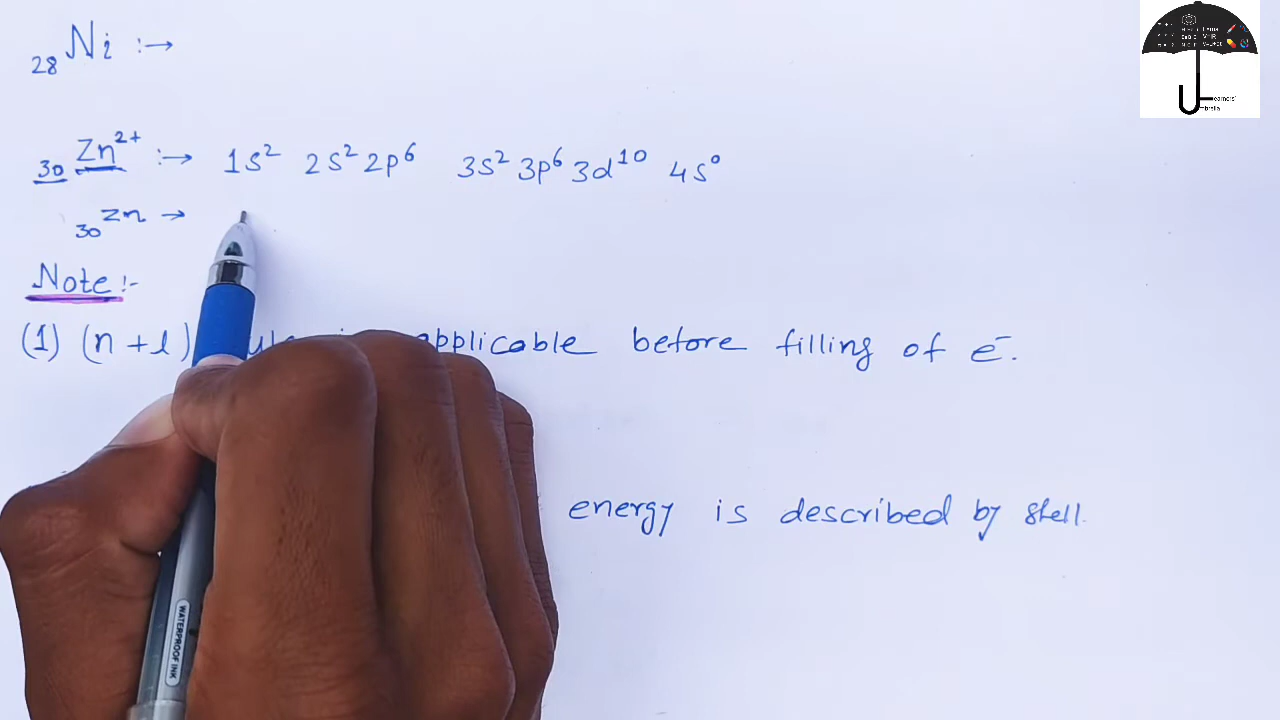 ₂₈Ni :→
₃₀Zn²⁺ :→ 1s² 2s² 2p⁶ 3s² 3p⁶ 3d¹⁰ 4s⁰
₃₀Zn →
Note :-
(1) (n+l) applicable before filling of e⁻.
energy is described by shell.